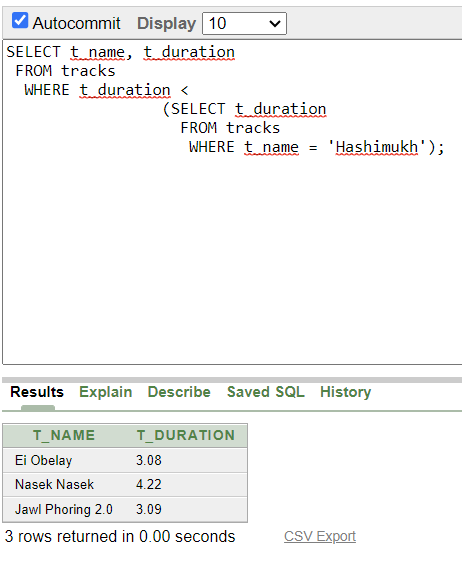 Autocommit Display 10
SELECT t_name, t_duration
FROM tracks
WHERE t_duration <
(SELECT t_duration
FROM tracks
WHERE t_name = 'Hashimukh');
Results Explain Describe Saved SQL History
T_NAME T_DURATION
Ei Obelay 3.08
Nasek Nasek 4.22
Jawl Phoring 2.0 3.09
3 rows returned in 0.00 seconds CSV Export